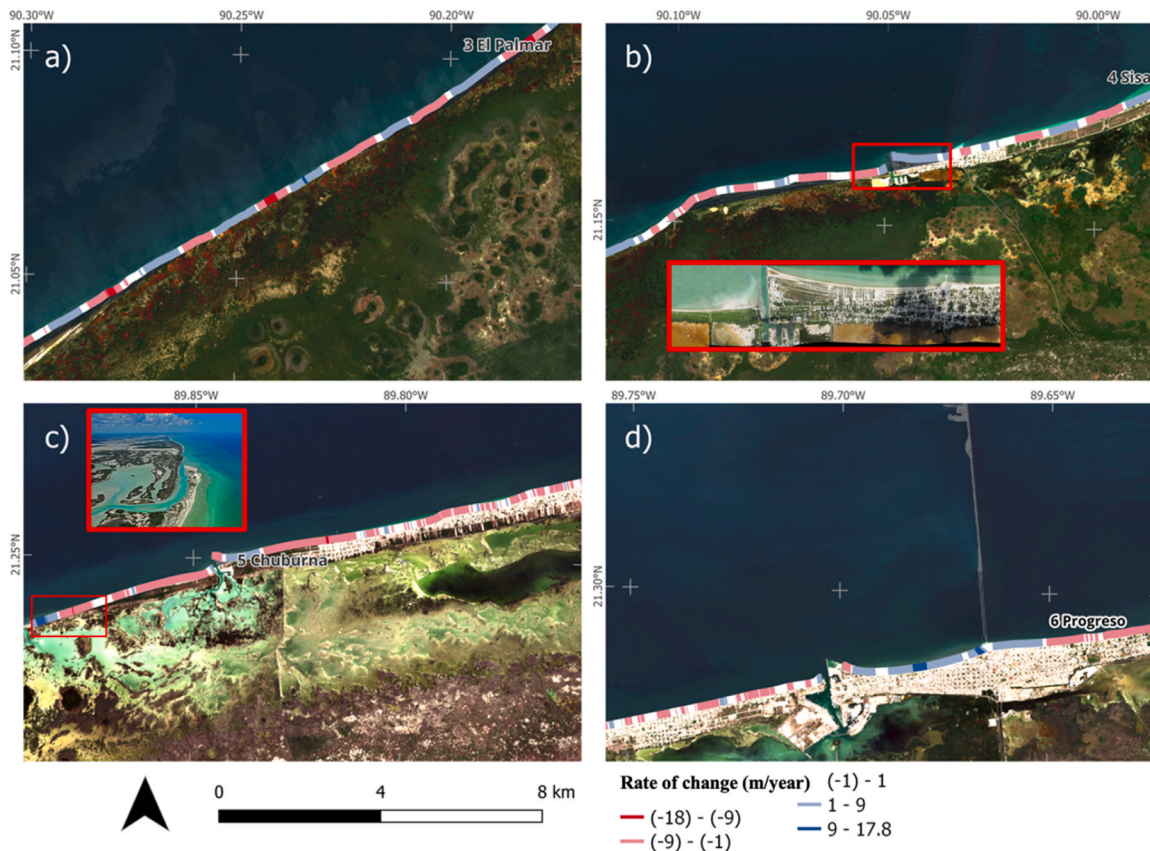 90.30°W 90.25°W 90.20°W
90.10°W 90.05°W 90.00°W
21.10°N
a)
3 El Palmar
21.05°N
b)
4 Sisa
21.15°N
89.85°W 89.80°W
89.75°W 89.70°W 89.65°W
c)
21.25°N
5 Chuburna
d)
21.30°N
6 Progreso
0 4 8 km
Rate of change (m/year)
(-18) - (-9)
(-9) - (-1)
(-1) - 1
1 - 9
9 - 17.8